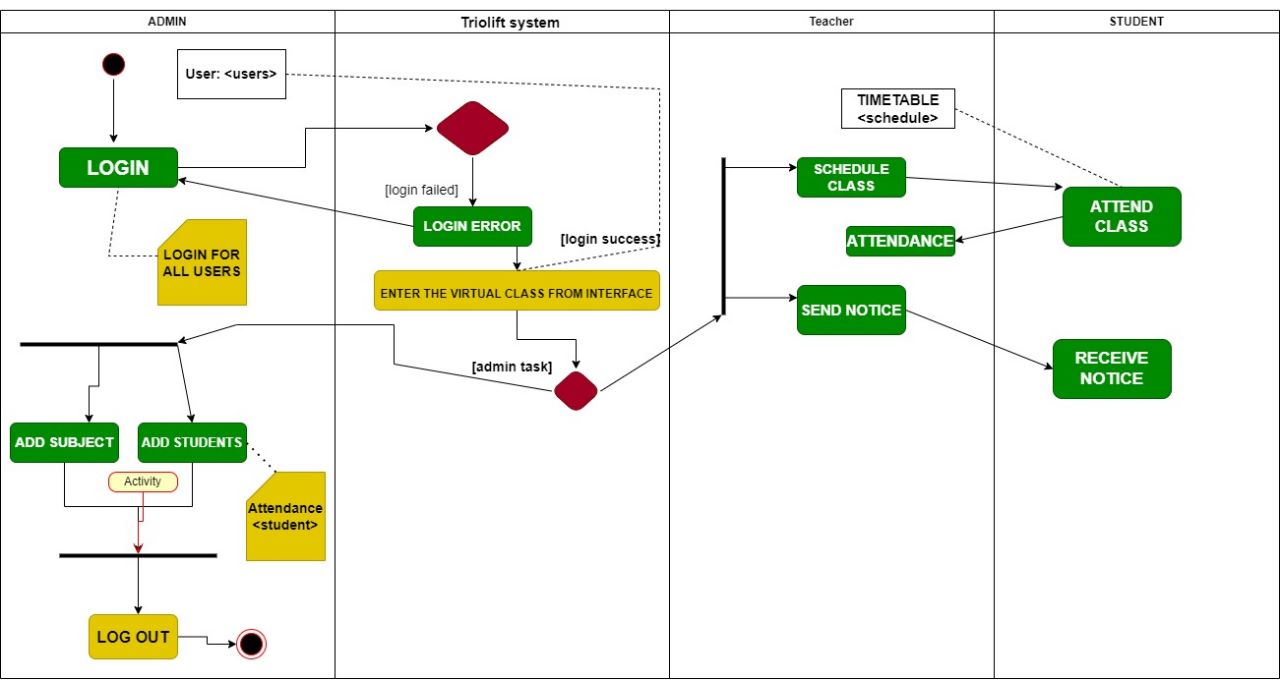 ADMIN
Triolift system
Teacher
STUDENT
User: <users>
TIMETABLE
<schedule>
LOGIN
SCHEDULE
CLASS
[login failed]
ATTEND
CLASS
LOGIN ERROR
[login success]
ATTENDANCE
LOGIN FOR
ALL USERS
ENTER THE VIRTUAL CLASS FROM INTERFACE
SEND NOTICE
[admin task]
RECEIVE
NOTICE
ADD SUBJECT
ADD STUDENTS
Activity
Attendance
<student>
LOG OUT